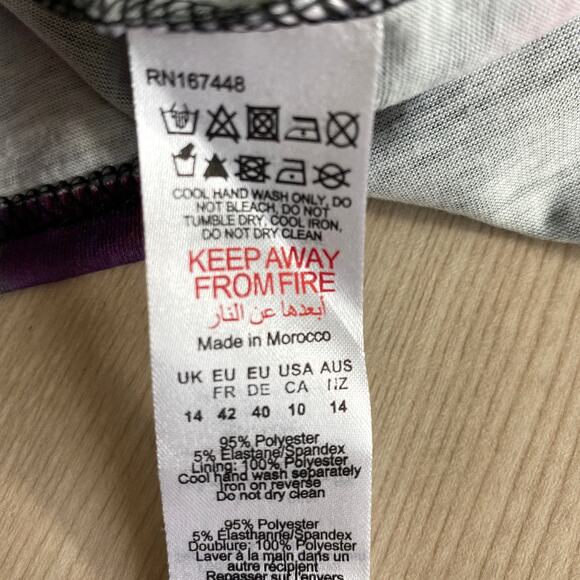 RN167448
COOL HAND WASH ONLY, DO
NOT BLEACH, DO NOT
TUMBLE DRY, COOL IRON,
DO NOT DRY CLEAN
KEEP AWAY
FROM FIRE
أبعدها عن النار
Made in Morocco
UK EU EU USA AUS
FR DE CA NZ
14 42 40 10 14
95% Polyester
5% Elastane/Spandex
Lining: 100% Polyester
Cool hand wash separately
Iron on reverse
Do not dry clean
95% Polyester
5% Elasthanne/Spandex
Doublure: 100% Polyester
Laver à la main dans un
autre récipient
Repasser sur l'envers